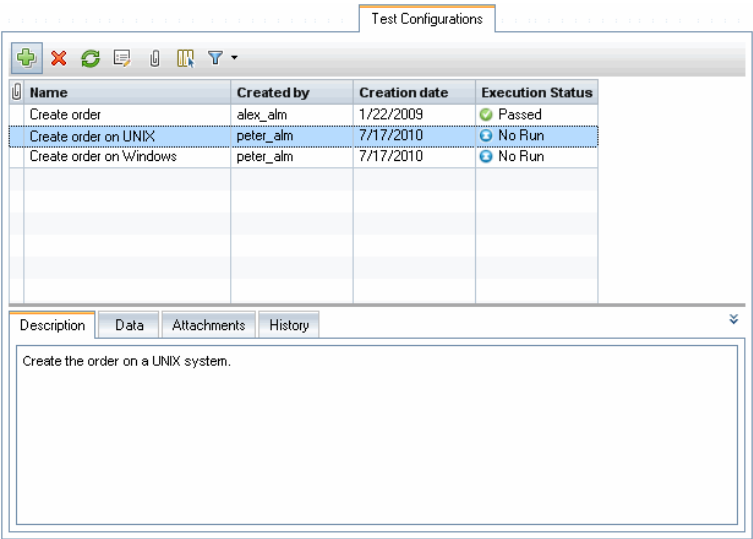 Test Configurations
Name Created by Creation date Execution Status
Create order alex_alm 1/22/2009 Passed
Create order on UNIX peter_alm 7/17/2010 No Run
Create order on Windows peter_alm 7/17/2010 No Run
Description Data Attachments History
Create the order on a UNIX system.